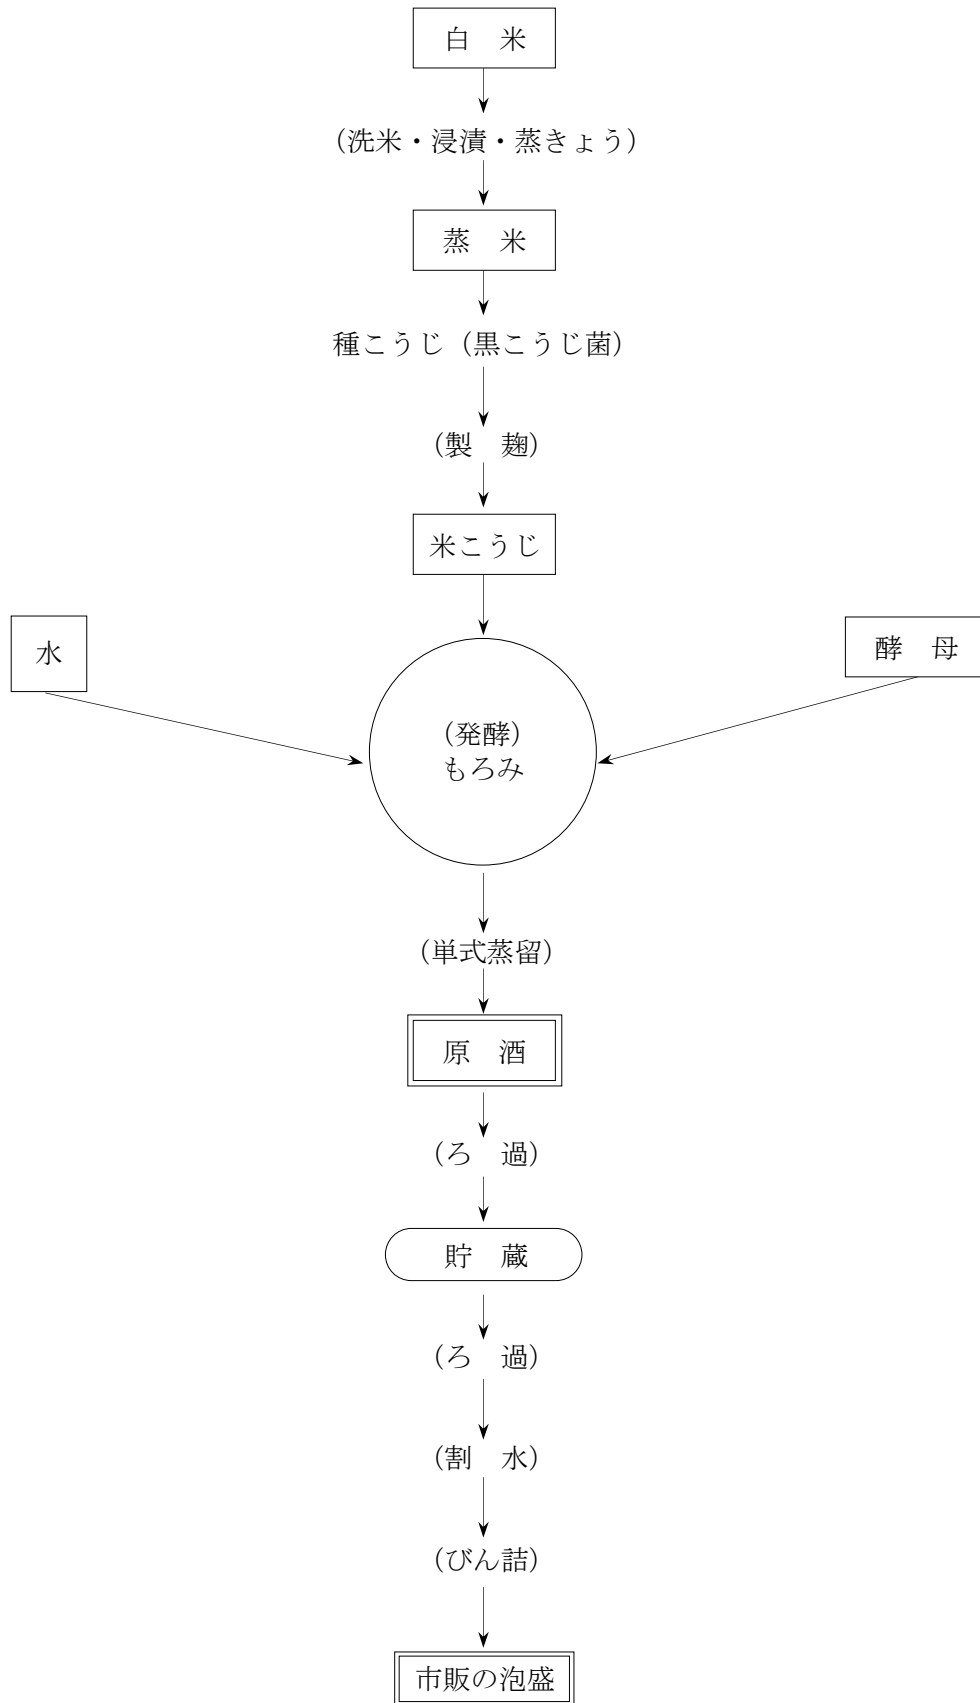 白　米
（洗米・浸漬・蒸きょう）
蒸　米
種こうじ（黒こうじ菌）
（製　麹）
米こうじ
水
酵　母
（発酵）
もろみ
（単式蒸留）
原　酒
（ろ　過）
貯　蔵
（ろ　過）
（割　水）
（びん詰）
市販の泡盛